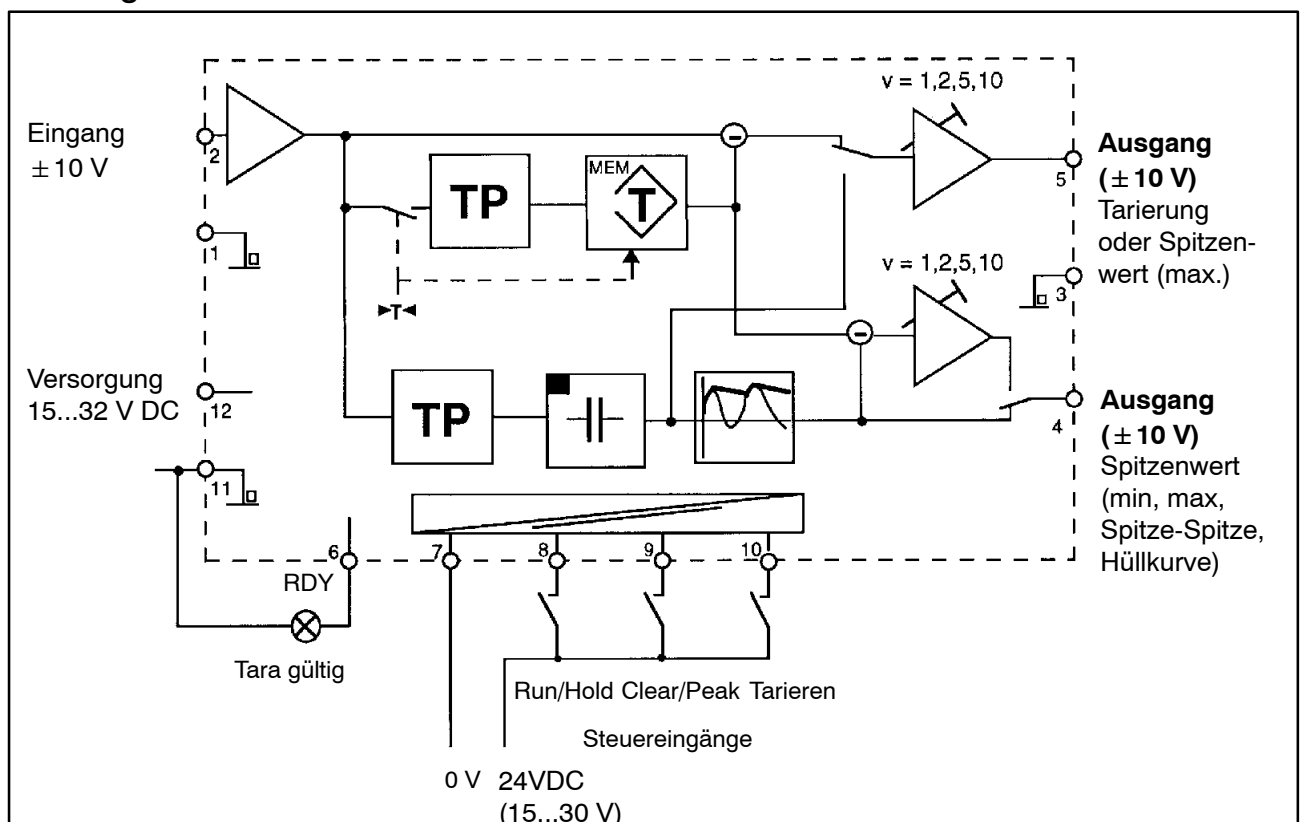 v = 1,2,5,10
Eingang
± 10 V
2
TP
MEM
T
5
Ausgang
(± 10 V)
Tarierung
oder Spitzen-
wert (max.)
1
v = 1,2,5,10
3
►T◄
Versorgung
15...32 V DC
12
TP
4
Ausgang
(± 10 V)
Spitzenwert
(min, max,
Spitze-Spitze,
Hüllkurve)
11
6
7
8
9
10
RDY
Tara gültig
Run/Hold Clear/Peak Tarieren
Steuereingänge
0 V
24VDC
(15...30 V)